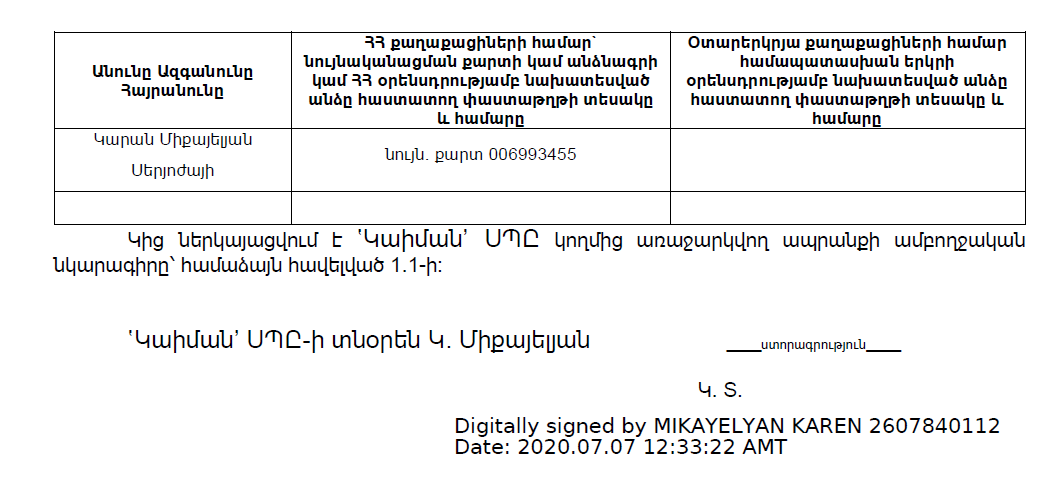 Անունը Ազգանունը
Հայրանունը
ՀՀ քաղաքացիների համար`
նույնականացման քարտի կամ անձնագրի
կամ ՀՀ օրենսդրությամբ նախատեսված
անձը հաստատող փաստաթղթի տեսակը
և համարը
Օտարերկրյա քաղաքացիների համար
համապատասխան երկրի
օրենսդրությամբ նախատեսված անձը
հաստատող փաստաթղթի տեսակը և
համարը
Կարան Միքայելյան
Սերյոժայի
նույն. քարտ 006993455
Կից ներկայացվում է ‛Կաիման’ ՍՊԸ կողմից առաջարկվող ապրանքի ամբողջական
նկարագիրը՝ համաձայն հավելված 1.1-ի:
‛Կաիման’ ՍՊԸ-ի տնօրեն Կ. Միքայելյան
____ստորագրություն____
Կ. Տ.
Digitally signed by MIKAYELYAN KAREN 2607840112
Date: 2020.07.07 12:33:22 AMT